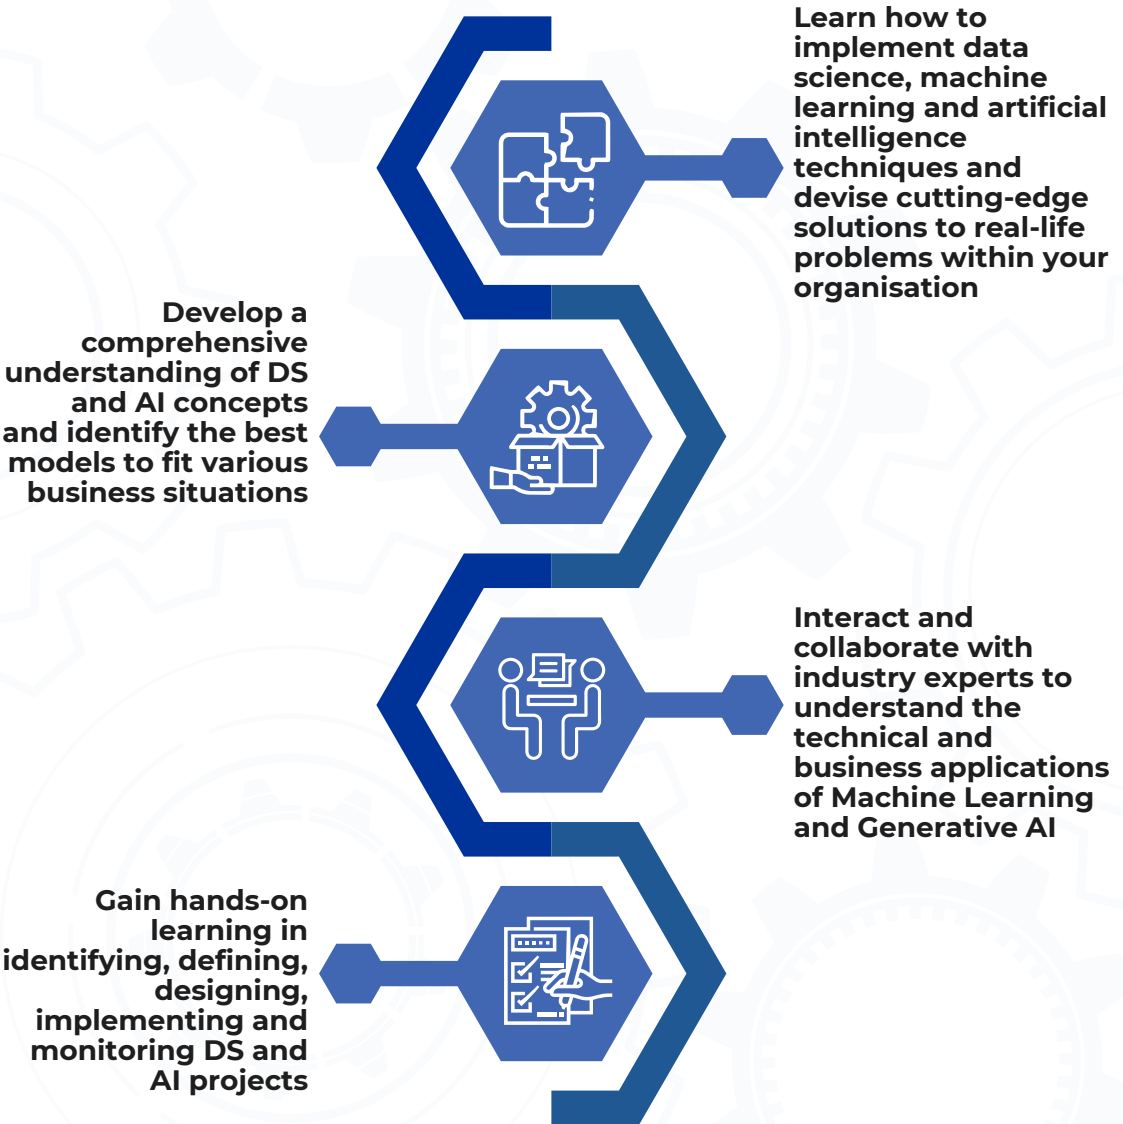 Learn how to
implement data
science, machine
learning and artificial
intelligence
techniques and
devise cutting-edge
solutions to real-life
problems within your
organisation
Develop a
comprehensive
understanding of DS
and AI concepts
and identify the best
models to fit various
business situations
Interact and
collaborate with
industry experts to
understand the
technical and
business applications
of Machine Learning
and Generative AI
Gain hands-on
learning in
identifying, defining,
designing,
implementing and
monitoring DS and
AI projects